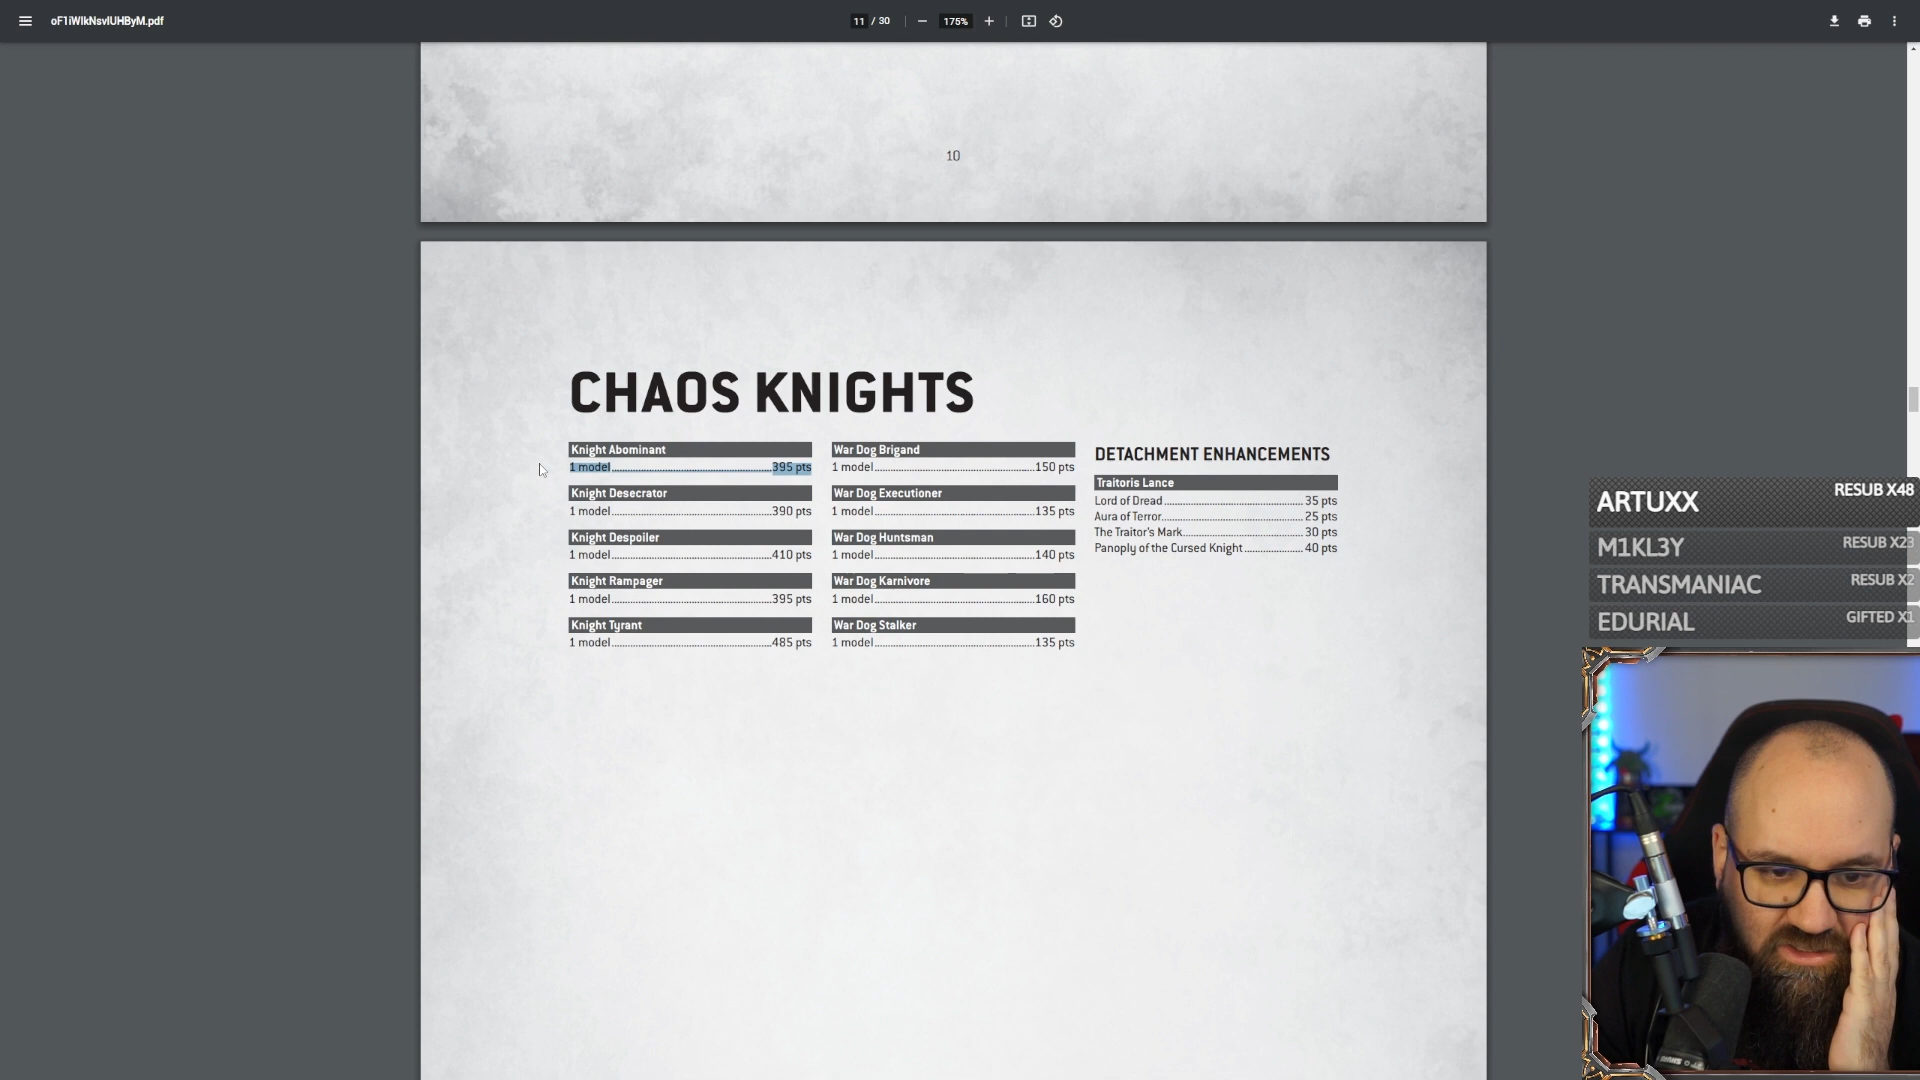 oF1iWlkNsvlUHByM.pdf
11 / 30
175%
10
CHAOS KNIGHTS
Knight Abominant
1 model 395 pts
Knight Desecrator
1 model 390 pts
Knight Despoiler
1 model 410 pts
Knight Rampager
1 model 395 pts
Knight Tyrant
1 model 485 pts
War Dog Brigand
1 model 150 pts
War Dog Executioner
1 model 135 pts
War Dog Huntsman
1 model 140 pts
War Dog Karnivore
1 model 160 pts
War Dog Stalker
1 model 135 pts
DETACHMENT ENHANCEMENTS
Traitoris Lance
Lord of Dread 35 pts
Aura of Terror 25 pts
The Traitor's Mark 30 pts
Panoply of the Cursed Knight 40 pts
ARTUXX RESUB X48
M1KL3Y RESUB X23
TRANSMANIAC RESUB X2
EDURIAL GIFTED X1